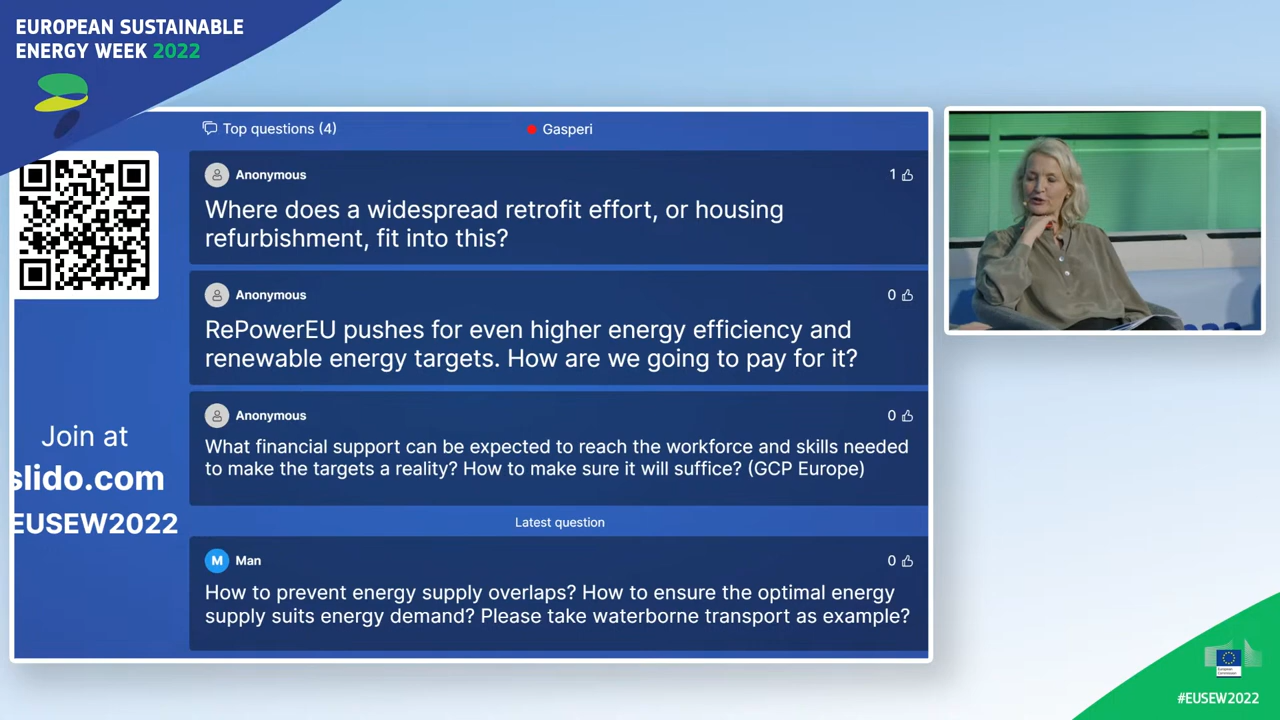 EUROPEAN SUSTAINABLE
ENERGY WEEK 2022
Top questions (4)
Gasperi
Anonymous
1
Where does a widespread retrofit effort, or housing
refurbishment, fit into this?
Anonymous
0
RePowerEU pushes for even higher energy efficiency and
renewable energy targets. How are we going to pay for it?
Anonymous
0
What financial support can be expected to reach the workforce and skills needed
to make the targets a reality? How to make sure it will suffice? (GCP Europe)
Latest question
M Man
0
How to prevent energy supply overlaps? How to ensure the optimal energy
supply suits energy demand? Please take waterborne transport as example?
Join at
slido.com
EUSEW2022
European
Commission
#EUSEW2022